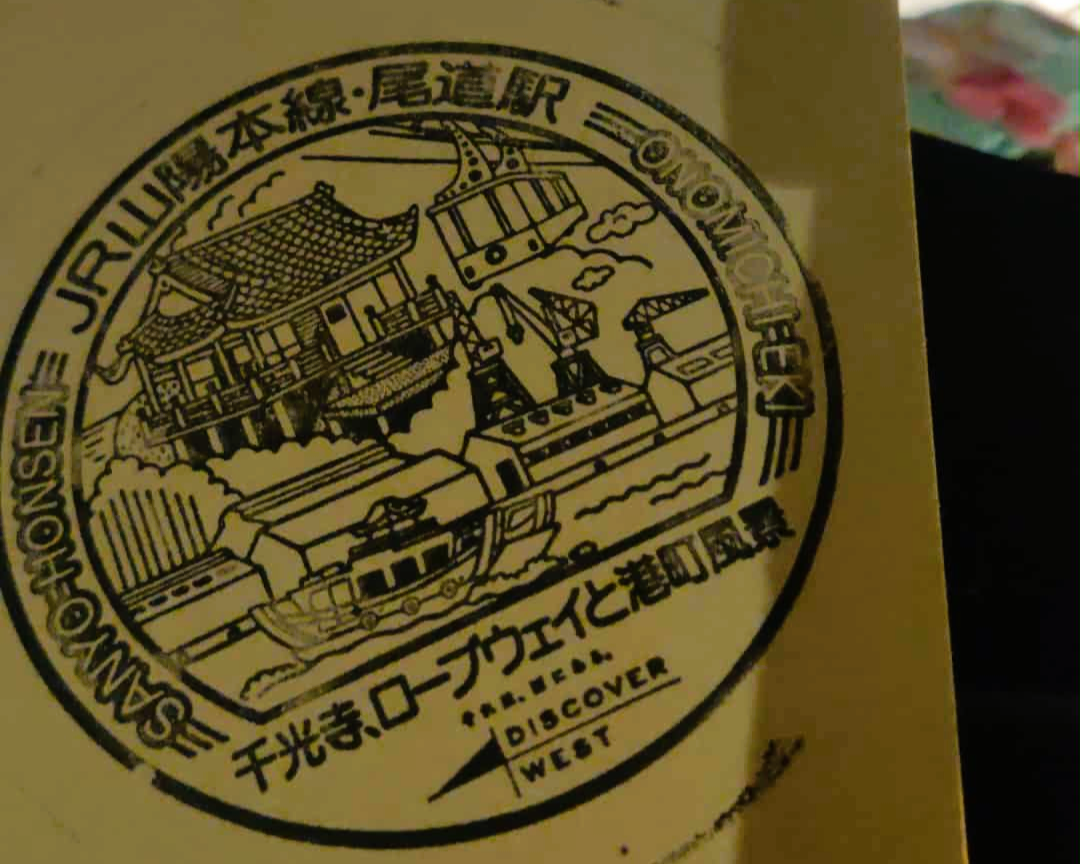 JR山陽本線・尾道駅
ONOMICHI-EKI
SANYO-HONSEN
千光寺、ロープウェイと港町風景
DISCOVER
WEST